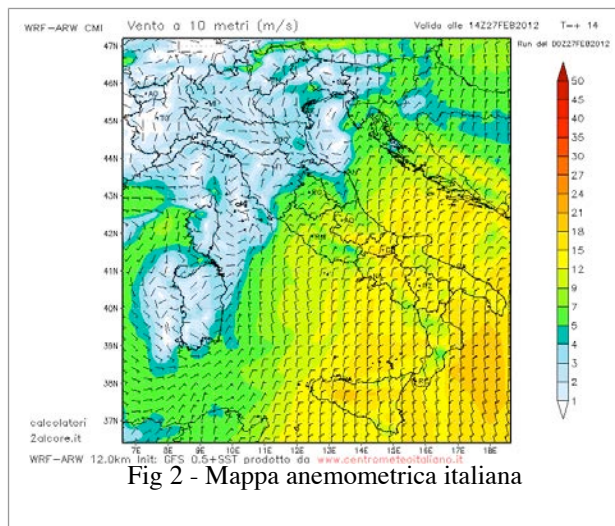 WRF-ARW CMI Vento a 10 metri (m/s) Valido alle 14Z27FEB2012 T=+ 14
Run del 00Z27FEB2012
47N
46N
45N
44N
43N
42N
41N
40N
39N
38N
37N
50
45
40
35
30
27
24
21
18
15
12
9
7
5
4
3
2
1
7E 8E 9E 10E 11E 12E 13E 14E 15E 16E 17E 18E
calcolatori
2alcore.it
WRF-ARW 12.0km Init: GFS 0.5+SST prodotto da www.centrometeoitaliano.it
Fig 2 - Mappa anemometrica italiana